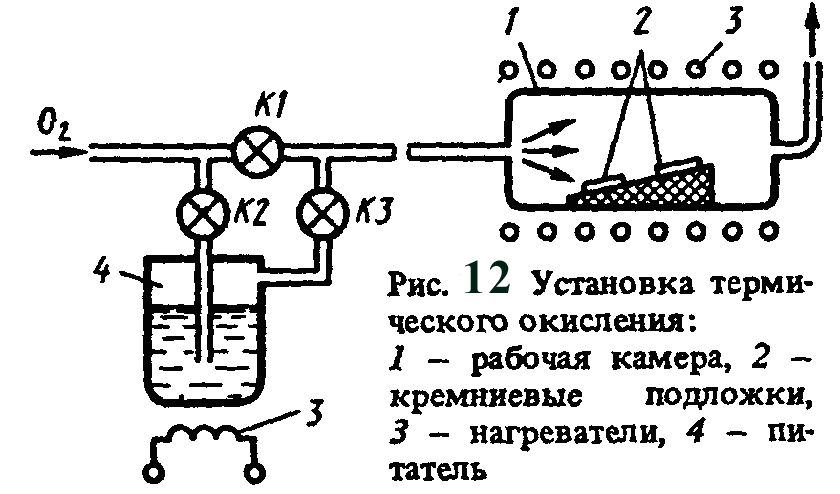 1 2 3
K1
O₂
K2 K3
4
3
Рис. 12 Установка терми-
ческого окисления:
1 – рабочая камера, 2 –
кремниевые подложки,
3 – нагреватели, 4 – пи-
татель